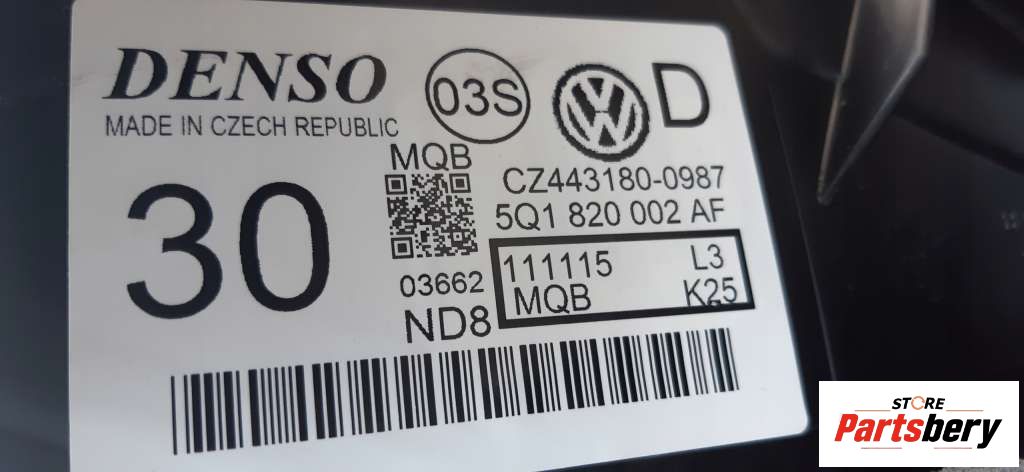 DENSO 03S D
MADE IN CZECH REPUBLIC
MQB
30
CZ443180-0987
5Q1 820 002 AF
111115 L3
MQB K25
03662
ND8
STORE
Partsbery